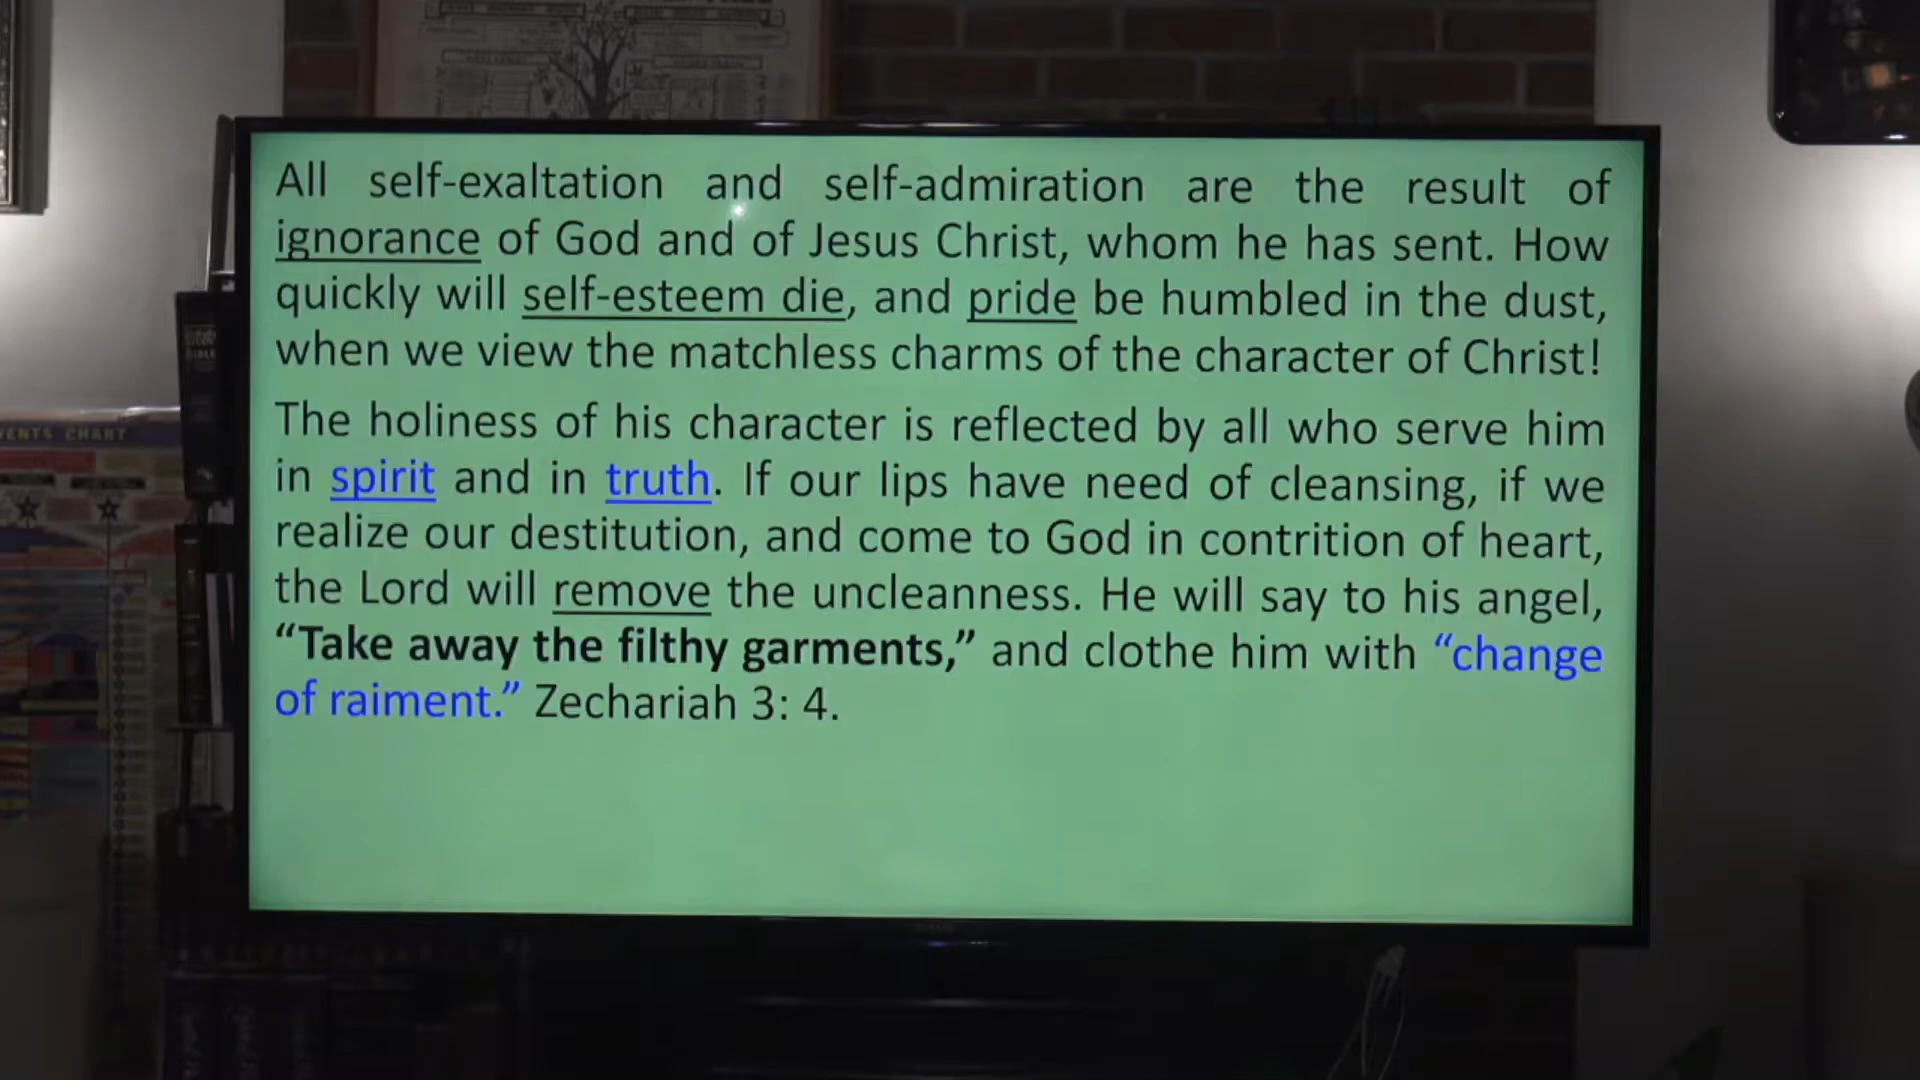 All self-exaltation and self-admiration are the result of
ignorance of God and of Jesus Christ, whom he has sent. How
quickly will self-esteem die, and pride be humbled in the dust,
when we view the matchless charms of the character of Christ!
The holiness of his character is reflected by all who serve him
in spirit and in truth. If our lips have need of cleansing, if we
realize our destitution, and come to God in contrition of heart,
the Lord will remove the uncleanness. He will say to his angel,
“Take away the filthy garments,” and clothe him with “change
of raiment.” Zechariah 3: 4.
BIBLE
VENTS CHART